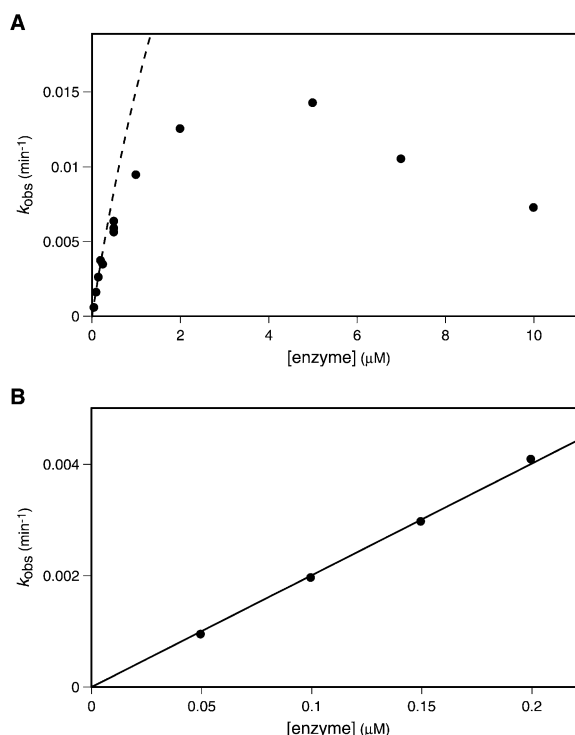 A
0.015
0.01
0.005
0
kobs (min-1)
0 2 4 6 8 10
[enzyme] (μM)
B
0.004
0.002
0
kobs (min-1)
0 0.05 0.1 0.15 0.2
[enzyme] (μM)